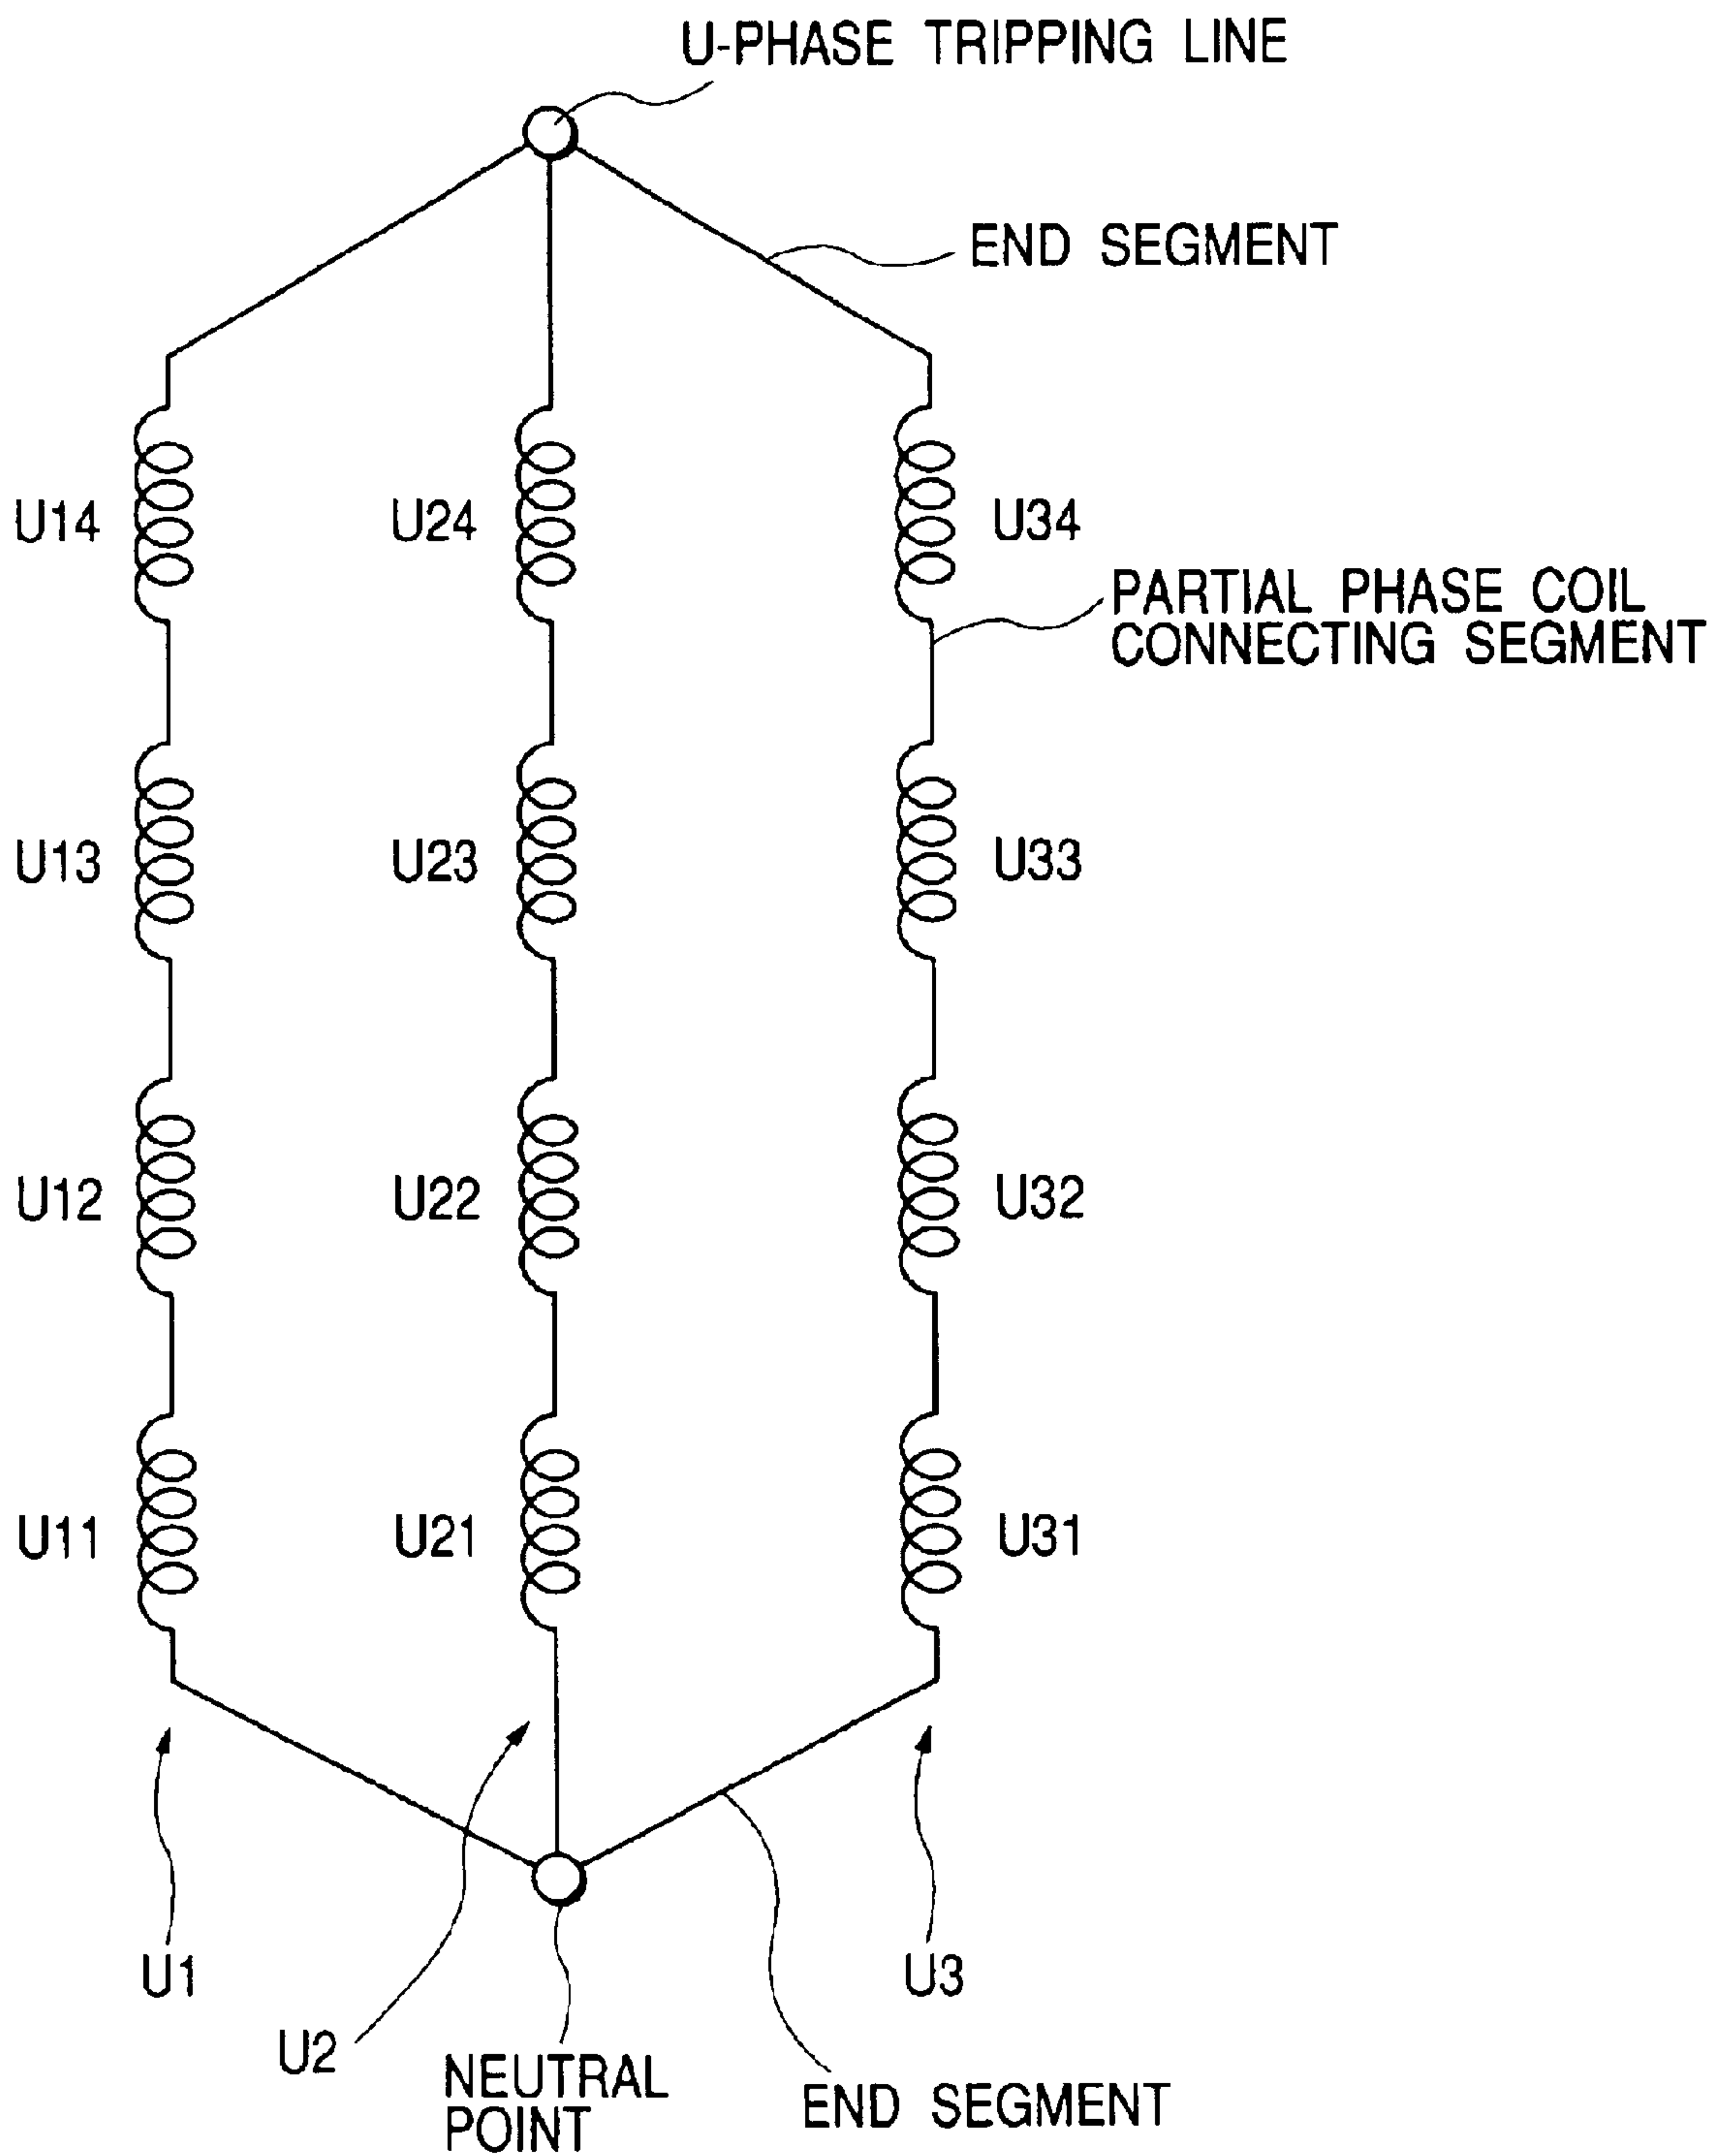 U-PHASE TRIPPING LINE
END SEGMENT
U14
U24
U34
PARTIAL PHASE COIL
CONNECTING SEGMENT
U13
U23
U33
U12
U22
U32
U11
U21
U31
U1
U3
U2
NEUTRAL
POINT
END SEGMENT